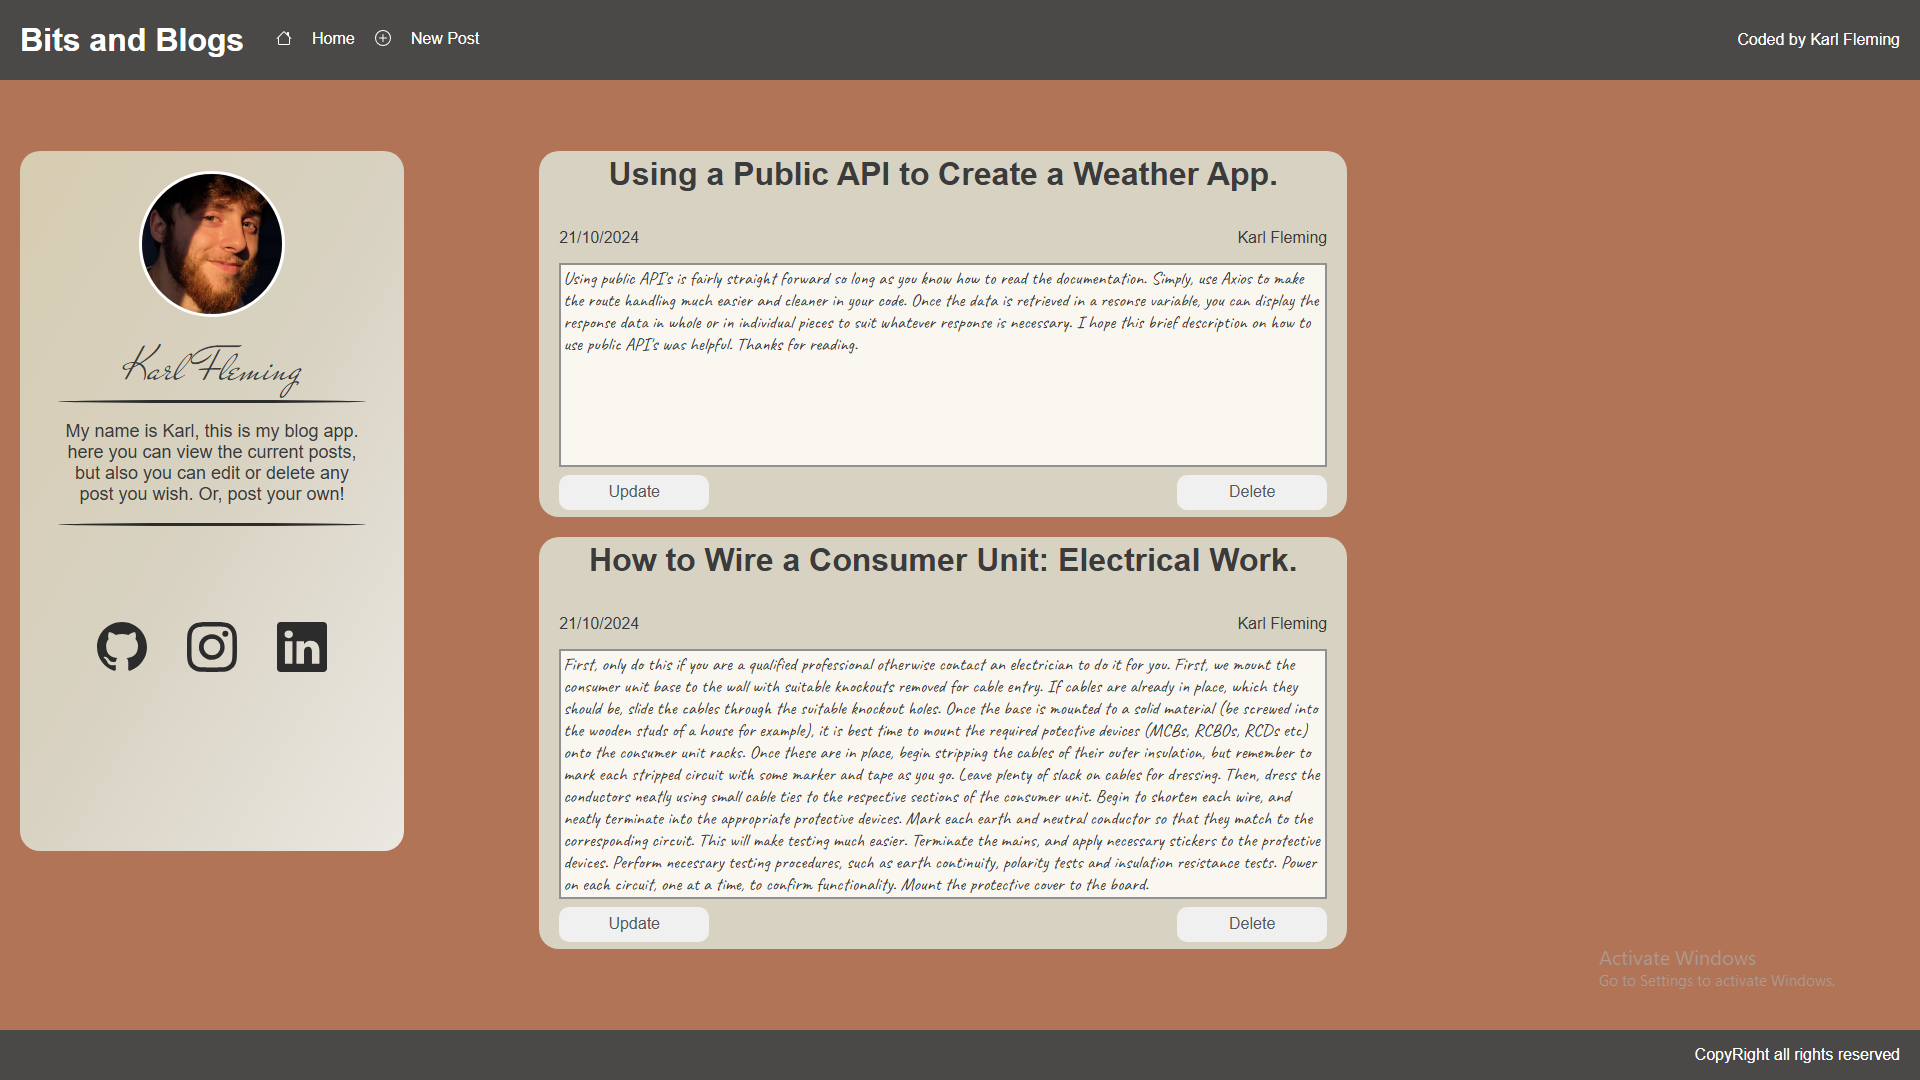 Bits and Blogs
Home
New Post
Coded by Karl Fleming
Karl Fleming
My name is Karl, this is my blog app.
here you can view the current posts,
but also you can edit or delete any
post you wish. Or, post your own!
Using a Public API to Create a Weather App.
21/10/2024
Karl Fleming
Using public API's is fairly straight forward so long as you know how to read the documentation. Simply, use Axios to make
the route handling much easier and cleaner in your code. Once the data is retrieved in a resonse variable, you can display the
response data in whole or in individual pieces to suit whatever response is necessary. I hope this brief description on how to
use public API's was helpful. Thanks for reading.
Update
Delete
How to Wire a Consumer Unit: Electrical Work.
21/10/2024
Karl Fleming
First, only do this if you are a qualified professional otherwise contact an electrician to do it for you. First, we mount the
consumer unit base to the wall with suitable knockouts removed for cable entry. If cables are already in place, which they
should be, slide the cables through the suitable knockout holes. Once the base is mounted to a solid material (be screwed into
the wooden studs of a house for example), it is best time to mount the required potective devices (MCBs, RCBOs, RCDs etc)
onto the consumer unit racks. Once these are in place, begin stripping the cables of their outer insulation, but remember to
mark each stripped circuit with some marker and tape as you go. Leave plenty of slack on cables for dressing. Then, dress the
conductors neatly using small cable ties to the respective sections of the consumer unit. Begin to shorten each wire, and
neatly terminate into the appropriate protective devices. Mark each earth and neutral conductor so that they match to the
corresponding circuit. This will make testing much easier. Terminate the mains, and apply necessary stickers to the protective
devices. Perform necessary testing procedures, such as earth continuity, polarity tests and insulation resistance tests. Power
on each circuit, one at a time, to confirm functionality. Mount the protective cover to the board.
Update
Delete
Activate Windows
Go to Settings to activate Windows.
CopyRight all rights reserved